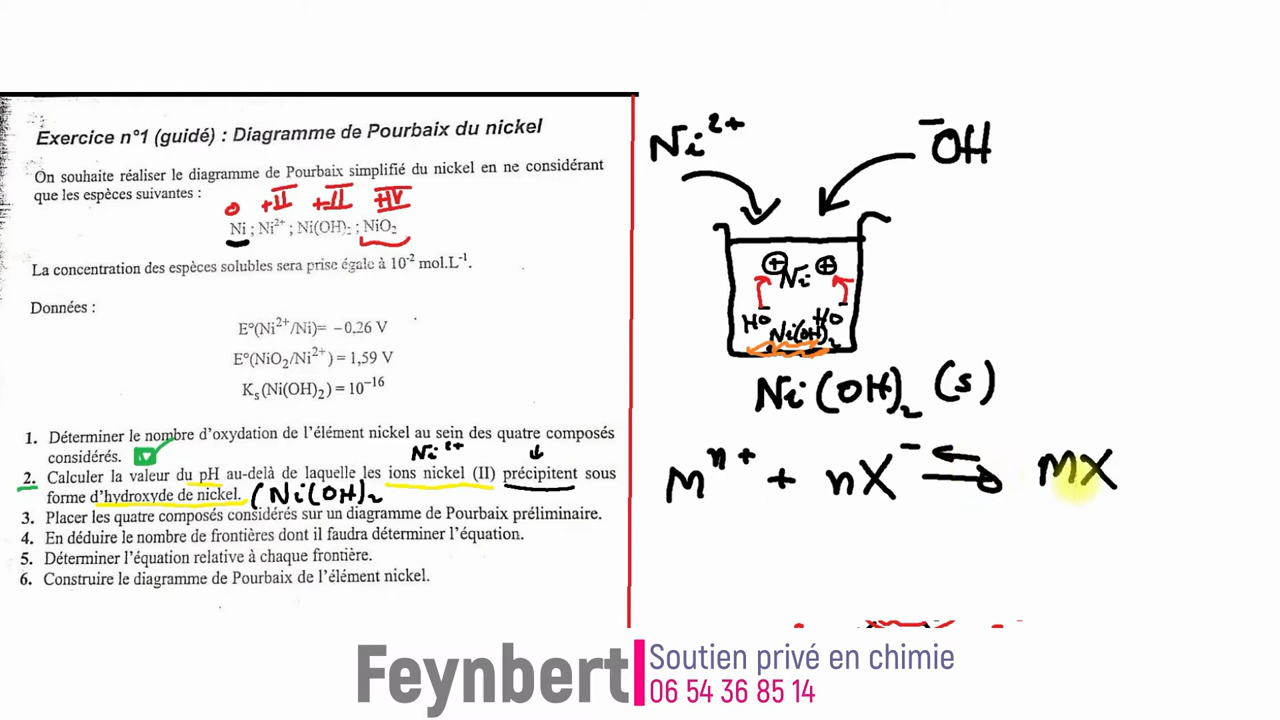 Exercice n°1 (guidé) : Diagramme de Pourbaix du nickel
On souhaite réaliser le diagramme de Pourbaix simplifié du nickel en ne considérant
que les espèces suivantes :
0 +II +II +IV
Ni ; Ni²⁺ ; Ni(OH)₂ ; NiO₂
La concentration des espèces solubles sera prise égale à 10⁻² mol.L⁻¹.
Données :
E°(Ni²⁺/Ni)= −0,26 V
E°(NiO₂/Ni²⁺) = 1,59 V
Kₛ(Ni(OH)₂) = 10⁻¹⁶
1. Déterminer le nombre d'oxydation de l'élément nickel au sein des quatre composés
considérés.
Ni²⁺
2. Calculer la valeur du pH au-delà de laquelle les ions nickel (II) précipitent sous
forme d'hydroxyde de nickel. (Ni(OH)₂
3. Placer les quatre composés considérés sur un diagramme de Pourbaix préliminaire.
4. En déduire le nombre de frontières dont il faudra déterminer l'équation.
5. Déterminer l'équation relative à chaque frontière.
6. Construire le diagramme de Pourbaix de l'élément nickel.
Ni²⁺ ⁻OH
⊕ Ni ⊕
HO⁻ HO⁻
Ni(OH)₂
Ni(OH)₂ (s)
Mⁿ⁺ + nX⁻ ⇌ MX
Feynbert
Soutien privé en chimie
06 54 36 85 14